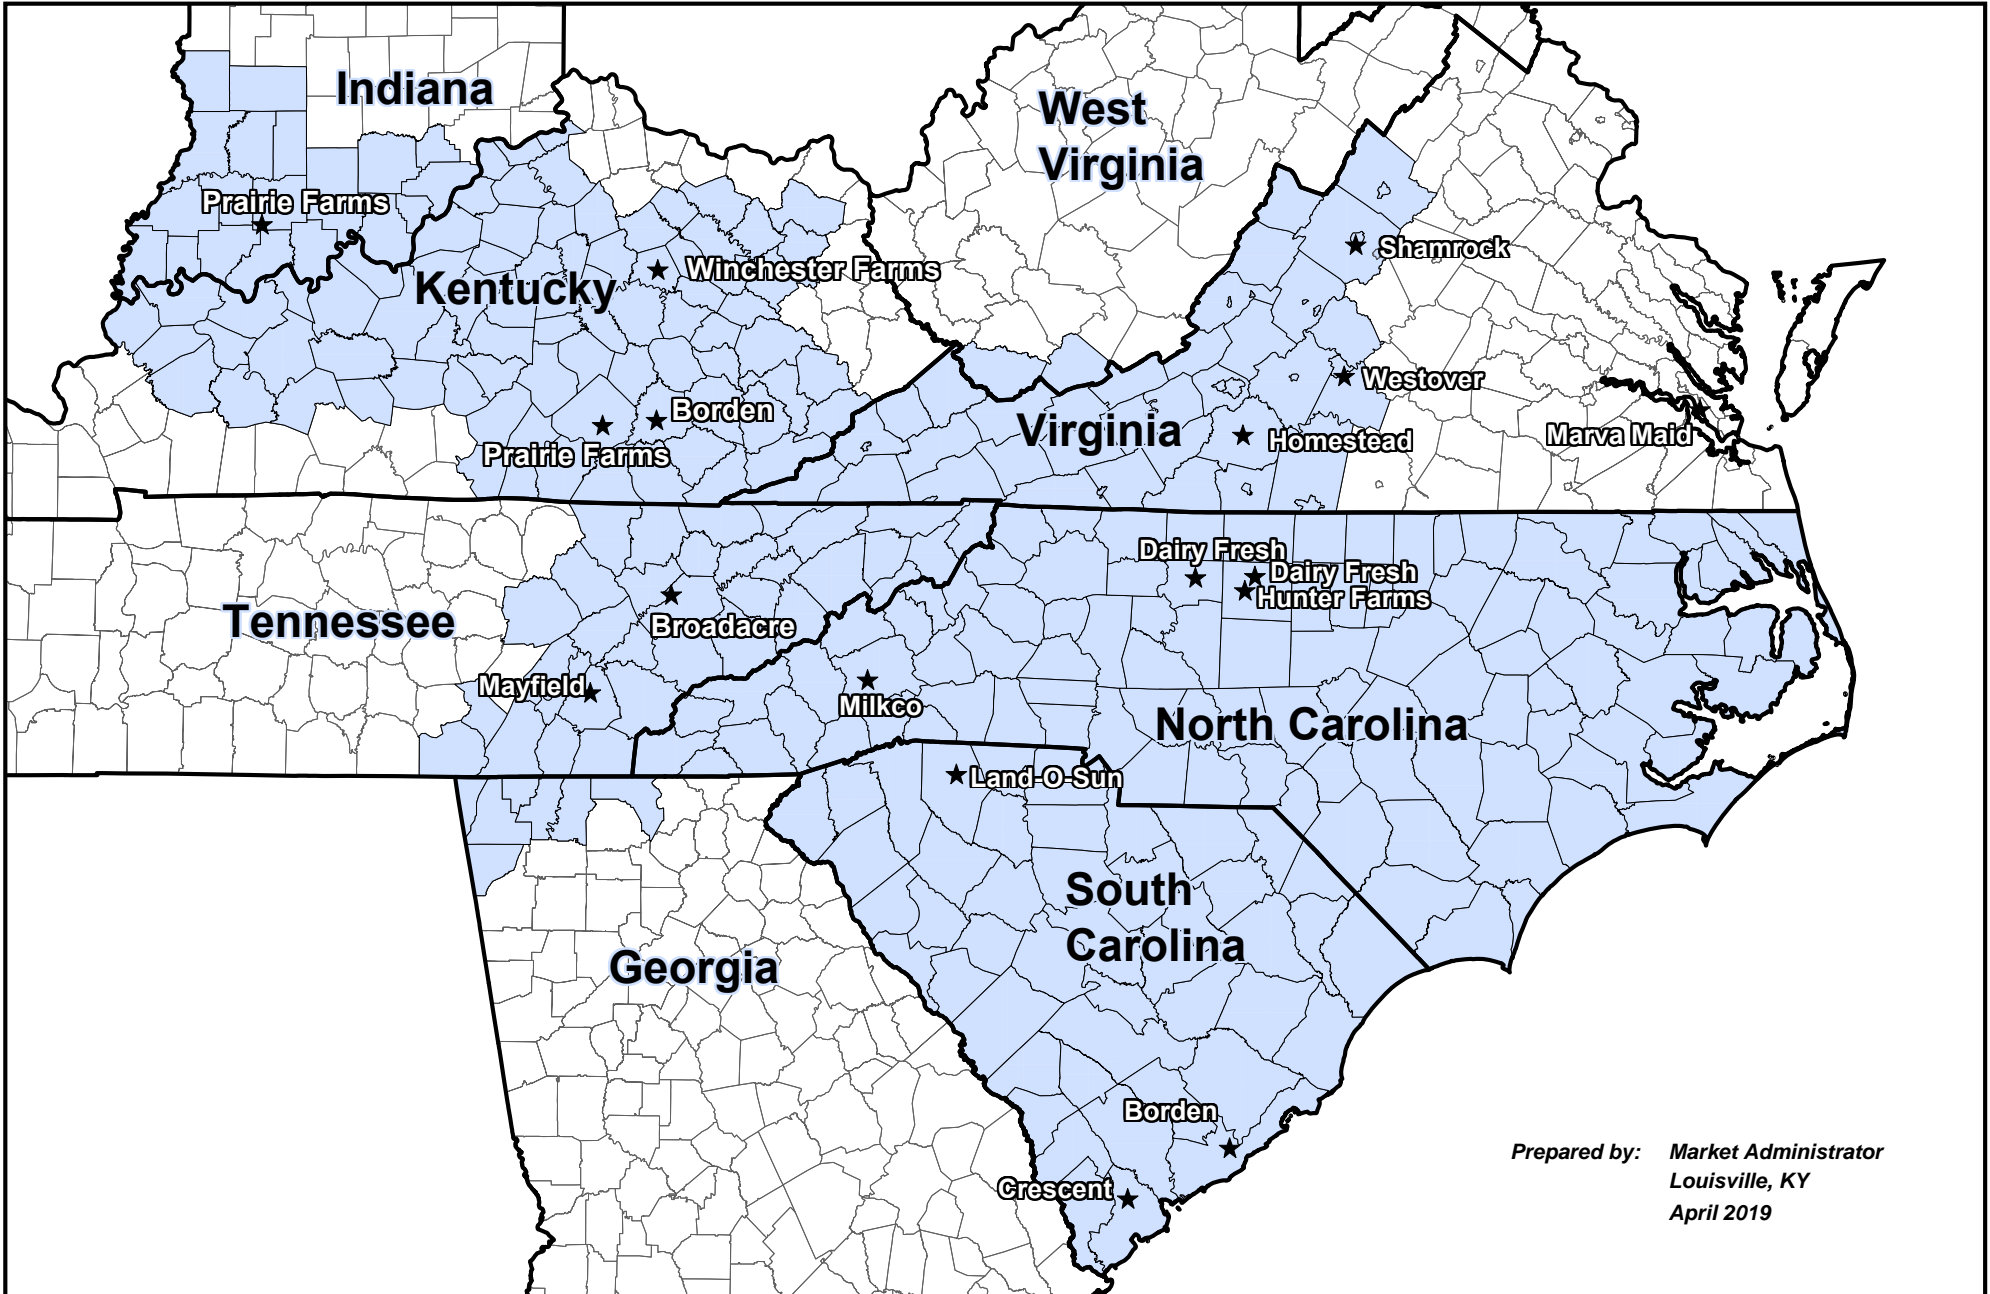 Indiana
West
Virginia
Prairie Farms
Shamrock
Kentucky
Winchester Farms
Westover
Borden
Virginia
Homestead
Marva Maid
Prairie Farms
Dairy Fresh
Dairy Fresh
Hunter Farms
Tennessee
Broadacre
Mayfield
Milkco
North Carolina
Land-O-Sun
South
Carolina
Georgia
Borden
Crescent
Prepared by: Market Administrator
Louisville, KY
April 2019